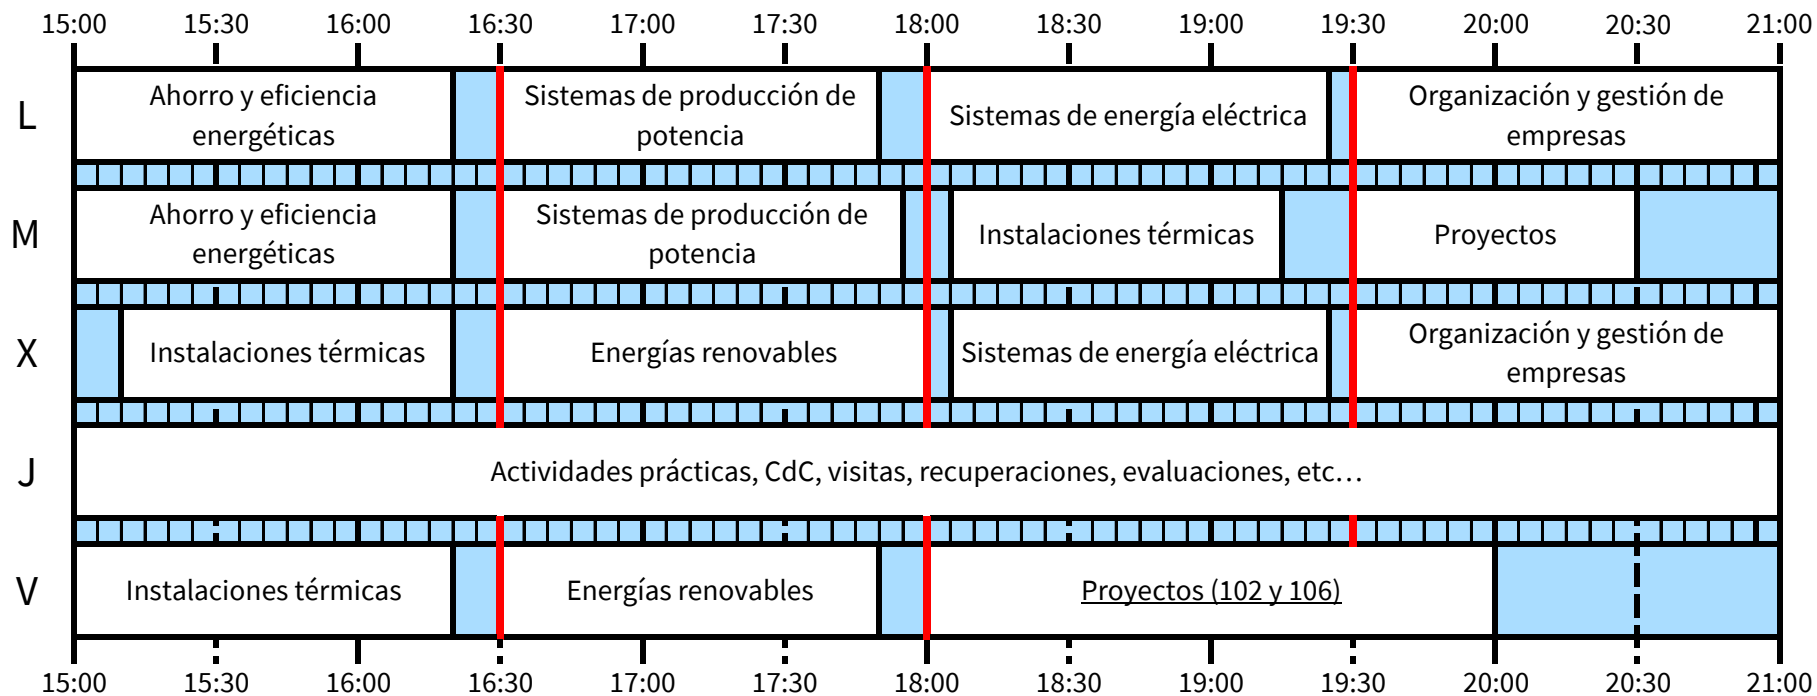 15:00 15:30 16:00 16:30 17:00 17:30 18:00 18:30 19:00 19:30 20:00 20:30 21:00
L
Ahorro y eficiencia
energéticas
Sistemas de producción de
potencia
Sistemas de energía eléctrica
Organización y gestión de
empresas
M
Ahorro y eficiencia
energéticas
Sistemas de producción de
potencia
Instalaciones térmicas
Proyectos
X
Instalaciones térmicas
Energías renovables
Sistemas de energía eléctrica
Organización y gestión de
empresas
J
Actividades prácticas, CdC, visitas, recuperaciones, evaluaciones, etc…
V
Instalaciones térmicas
Energías renovables
Proyectos (102 y 106)
15:00 15:30 16:00 16:30 17:00 17:30 18:00 18:30 19:00 19:30 20:00 20:30 21:00